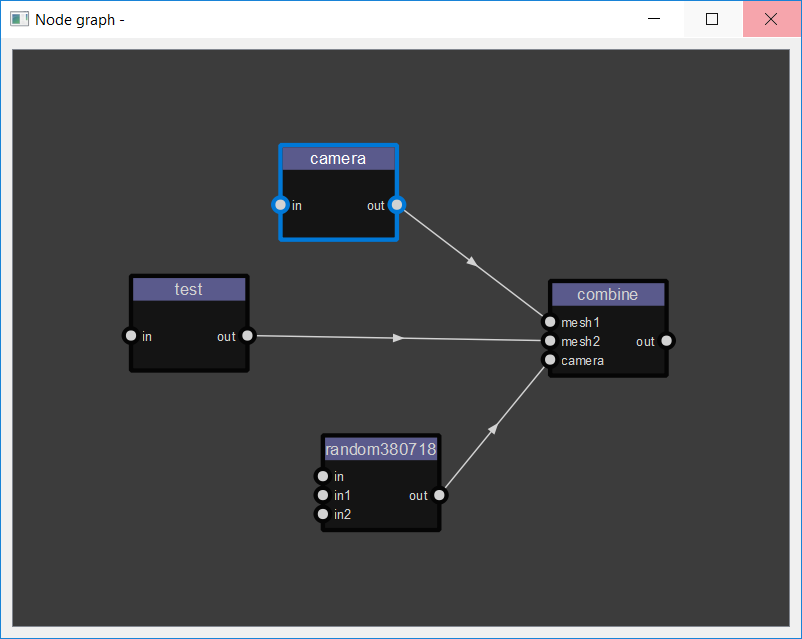 Node graph -
camera
in out
test
in out
combine
mesh1
mesh2 out
camera
random380718
in
in1 out
in2